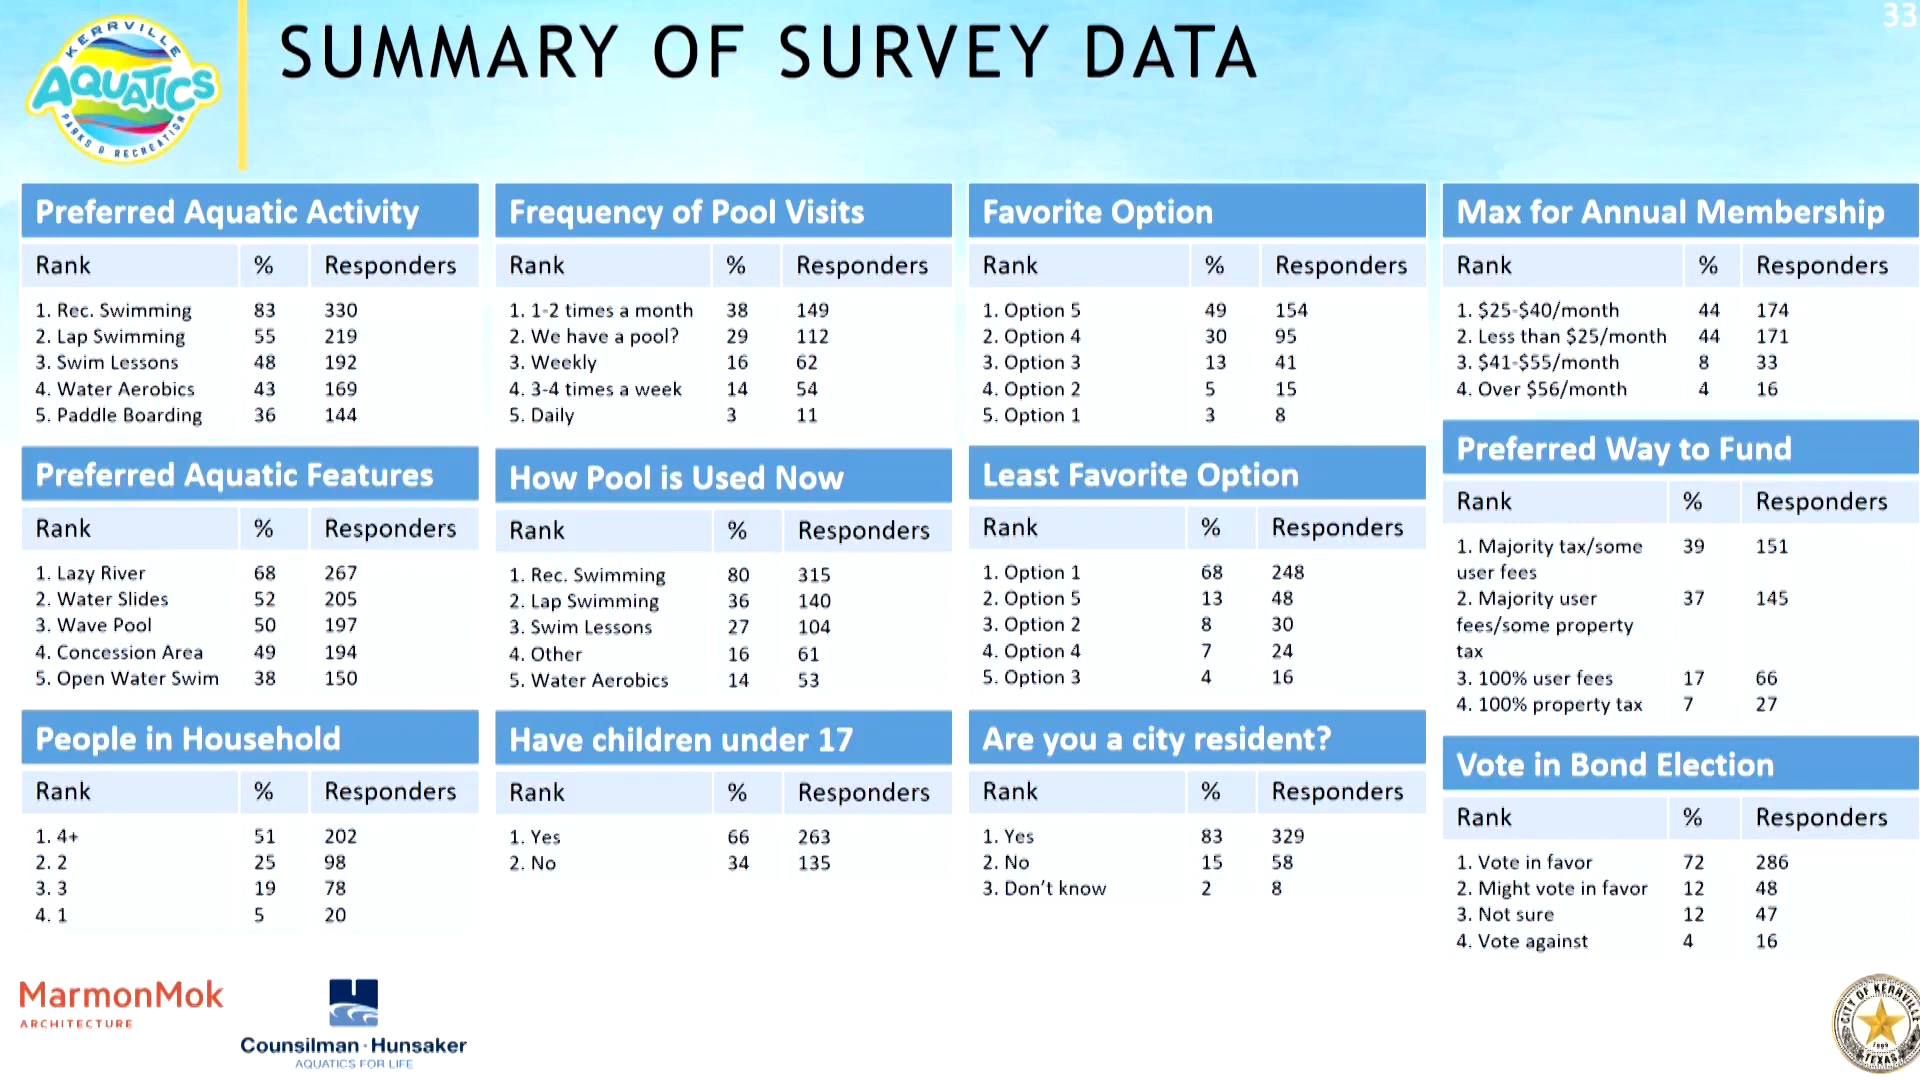 33
KERRVILLE
AQUATICS
PARKS & RECREATION
SUMMARY OF SURVEY DATA
Preferred Aquatic Activity
Rank % Responders
1. Rec. Swimming 83 330
2. Lap Swimming 55 219
3. Swim Lessons 48 192
4. Water Aerobics 43 169
5. Paddle Boarding 36 144
Preferred Aquatic Features
Rank % Responders
1. Lazy River 68 267
2. Water Slides 52 205
3. Wave Pool 50 197
4. Concession Area 49 194
5. Open Water Swim 38 150
People in Household
Rank % Responders
1. 4+ 51 202
2. 2 25 98
3. 3 19 78
4. 1 5 20
Frequency of Pool Visits
Rank % Responders
1. 1-2 times a month 38 149
2. We have a pool? 29 112
3. Weekly 16 62
4. 3-4 times a week 14 54
5. Daily 3 11
How Pool is Used Now
Rank % Responders
1. Rec. Swimming 80 315
2. Lap Swimming 36 140
3. Swim Lessons 27 104
4. Other 16 61
5. Water Aerobics 14 53
Have children under 17
Rank % Responders
1. Yes 66 263
2. No 34 135
Favorite Option
Rank % Responders
1. Option 5 49 154
2. Option 4 30 95
3. Option 3 13 41
4. Option 2 5 15
5. Option 1 3 8
Least Favorite Option
Rank % Responders
1. Option 1 68 248
2. Option 5 13 48
3. Option 2 8 30
4. Option 4 7 24
5. Option 3 4 16
Are you a city resident?
Rank % Responders
1. Yes 83 329
2. No 15 58
3. Don't know 2 8
Max for Annual Membership
Rank % Responders
1. $25-$40/month 44 174
2. Less than $25/month 44 171
3. $41-$55/month 8 33
4. Over $56/month 4 16
Preferred Way to Fund
Rank % Responders
1. Majority tax/some 39 151
user fees
2. Majority user 37 145
fees/some property
tax
3. 100% user fees 17 66
4. 100% property tax 7 27
Vote in Bond Election
Rank % Responders
1. Vote in favor 72 286
2. Might vote in favor 12 48
3. Not sure 12 47
4. Vote against 4 16
MarmonMok
ARCHITECTURE
Counsilman · Hunsaker
AQUATICS FOR LIFE
CITY OF KERRVILLE
TEXAS